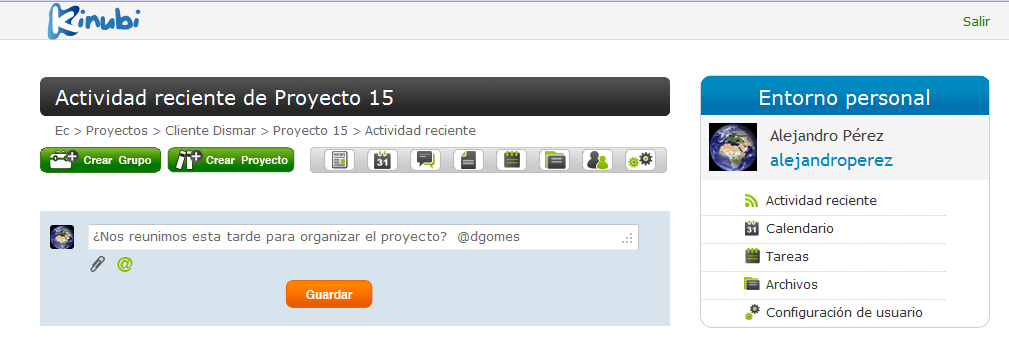 Kinubi
Salir
Actividad reciente de Proyecto 15
Ec > Proyectos > Cliente Dismar > Proyecto 15 > Actividad reciente
Crear Grupo
Crear Proyecto
31
¿Nos reunimos esta tarde para organizar el proyecto? @dgomes
@
Guardar
Entorno personal
Alejandro Pérez
alejandroperez
Actividad reciente
31 Calendario
Tareas
Archivos
Configuración de usuario